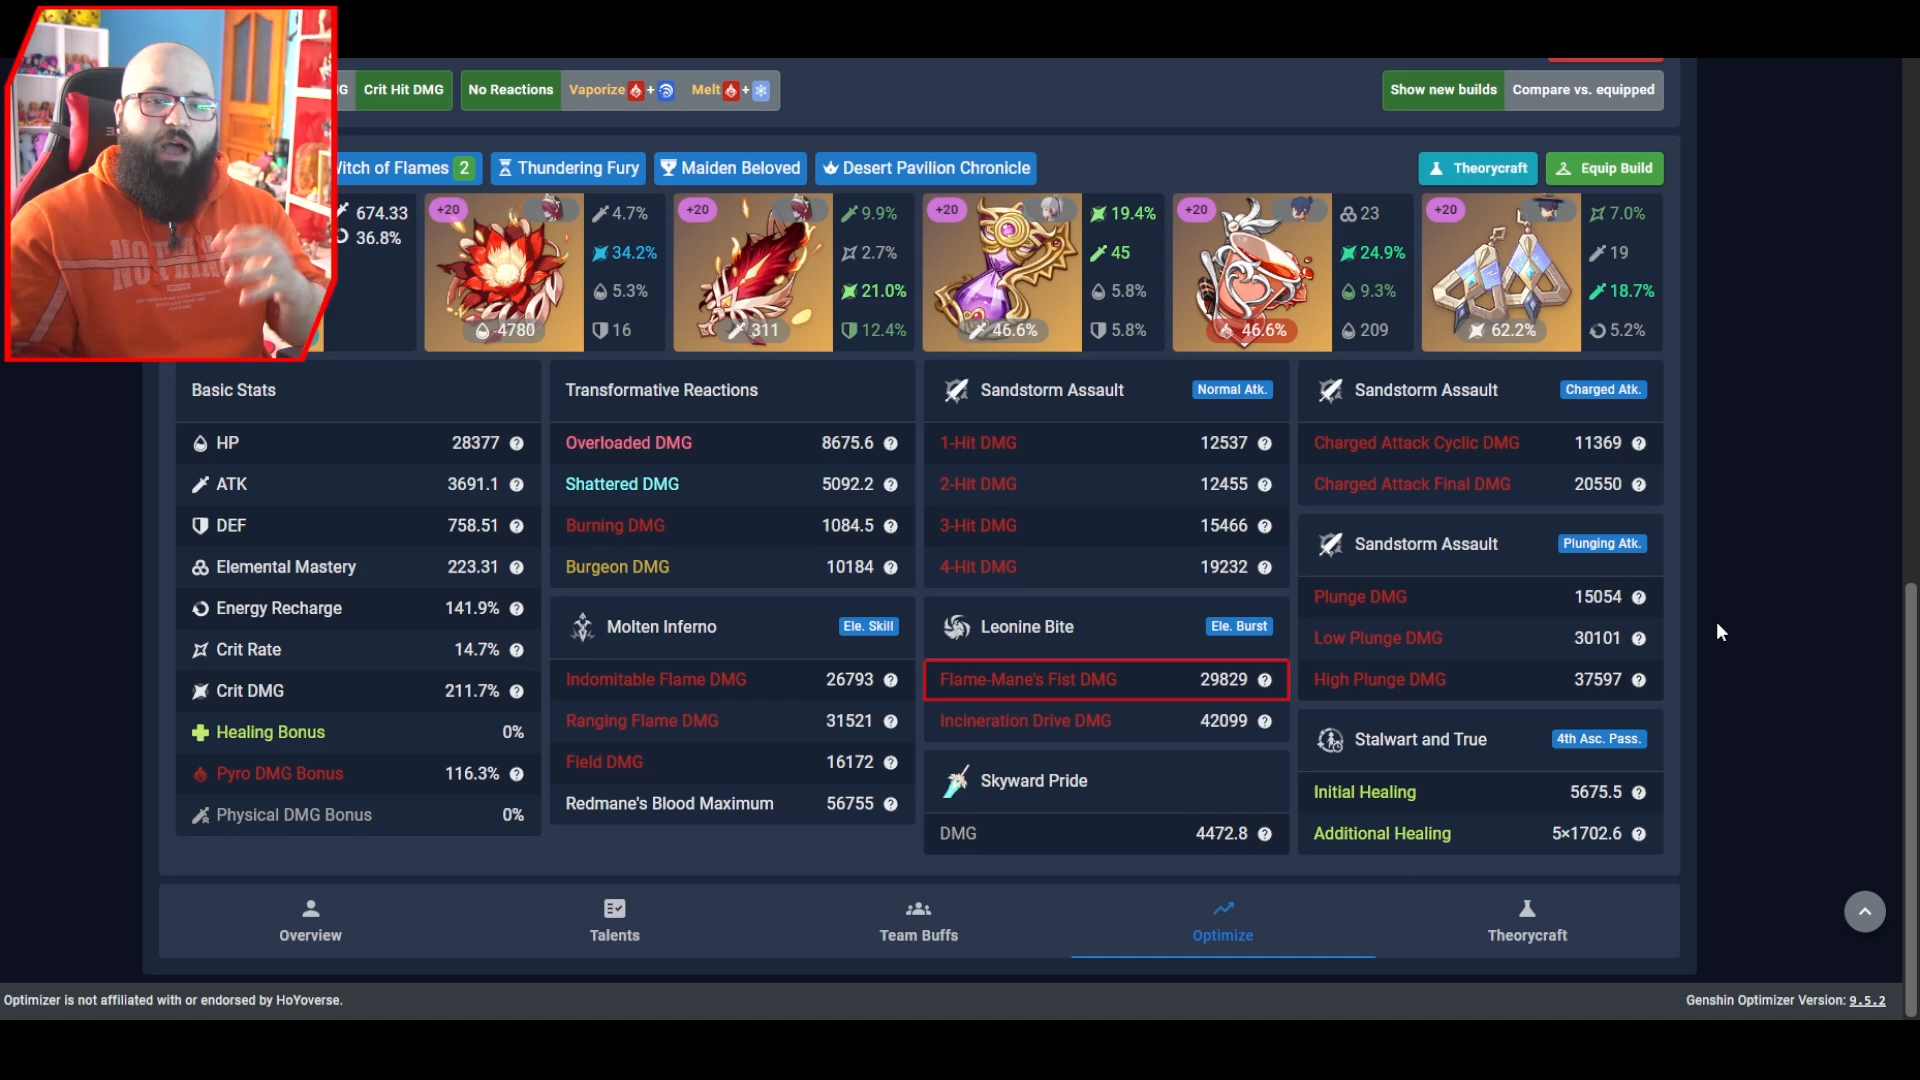 G
Crit Hit DMG
No Reactions
Vaporize + Melt +
Show new builds
Compare vs. equipped
Witch of Flames 2
Thundering Fury
Maiden Beloved
Desert Pavilion Chronicle
Theorycraft
Equip Build
674.33
36.8%
+20
4780
4.7%
34.2%
5.3%
16
+20
311
9.9%
2.7%
21.0%
12.4%
+20
46.6%
19.4%
45
5.8%
5.8%
+20
46.6%
23
24.9%
9.3%
209
+20
62.2%
7.0%
19
18.7%
5.2%
Basic Stats
HP 28377
ATK 3691.1
DEF 758.51
Elemental Mastery 223.31
Energy Recharge 141.9%
Crit Rate 14.7%
Crit DMG 211.7%
Healing Bonus 0%
Pyro DMG Bonus 116.3%
Physical DMG Bonus 0%
Transformative Reactions
Overloaded DMG 8675.6
Shattered DMG 5092.2
Burning DMG 1084.5
Burgeon DMG 10184
Molten Inferno Ele. Skill
Indomitable Flame DMG 26793
Ranging Flame DMG 31521
Field DMG 16172
Redmane's Blood Maximum 56755
Sandstorm Assault Normal Atk.
1-Hit DMG 12537
2-Hit DMG 12455
3-Hit DMG 15466
4-Hit DMG 19232
Leonine Bite Ele. Burst
Flame-Mane's Fist DMG 29829
Incineration Drive DMG 42099
Skyward Pride
DMG 4472.8
Sandstorm Assault Charged Atk.
Charged Attack Cyclic DMG 11369
Charged Attack Final DMG 20550
Sandstorm Assault Plunging Atk.
Plunge DMG 15054
Low Plunge DMG 30101
High Plunge DMG 37597
Stalwart and True 4th Asc. Pass.
Initial Healing 5675.5
Additional Healing 5×1702.6
Overview
Talents
Team Buffs
Optimize
Theorycraft
Optimizer is not affiliated with or endorsed by HoYoverse.
Genshin Optimizer Version: 9.5.2